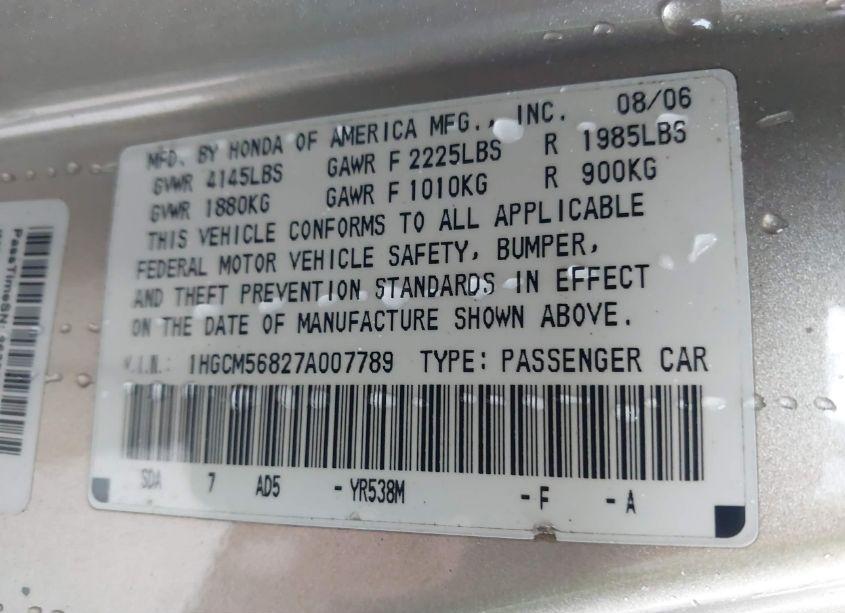 MFD. BY HONDA OF AMERICA MFG., INC. 08/06
GVWR 4145LBS GAWR F 2225LBS R 1985LBS
GVWR 1880KG GAWR F 1010KG R 900KG
THIS VEHICLE CONFORMS TO ALL APPLICABLE
FEDERAL MOTOR VEHICLE SAFETY, BUMPER,
AND THEFT PREVENTION STANDARDS IN EFFECT
ON THE DATE OF MANUFACTURE SHOWN ABOVE.
V.I.N.: 1HGCM56827A007789 TYPE: PASSENGER CAR
SDA 7 AD5 - YR538M - F - A
PassTimeSN: